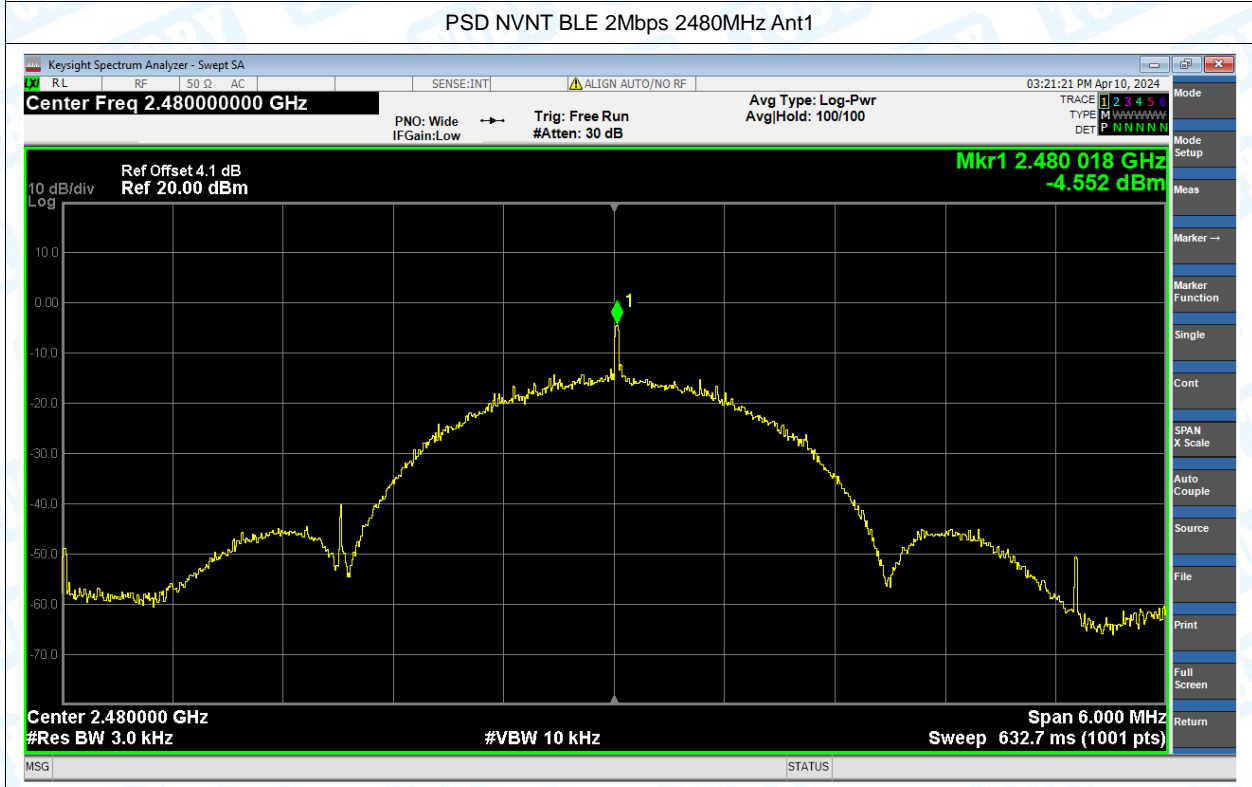 PSD NVNT BLE 2Mbps 2480MHz Ant1
Keysight Spectrum Analyzer - Swept SA
LXI RL RF 50 Ω AC SENSE:INT ALIGN AUTO/NO RF 03:21:21 PM Apr 10, 2024
Center Freq 2.480000000 GHz
PNO: Wide
IFGain:Low
Trig: Free Run
#Atten: 30 dB
Avg Type: Log-Pwr
Avg|Hold: 100/100
TRACE 1 2 3 4 5 6
TYPE M WWWWW
DET P N N N N N
Mkr1 2.480 018 GHz
-4.552 dBm
Ref Offset 4.1 dB
10 dB/div Ref 20.00 dBm
Log
10.0
0.00
-10.0
-20.0
-30.0
-40.0
-50.0
-60.0
-70.0
1
Center 2.480000 GHz
Span 6.000 MHz
#Res BW 3.0 kHz
#VBW 10 kHz
Sweep 632.7 ms (1001 pts)
MSG
STATUS
Mode
Mode
Setup
Meas
Marker →
Marker
Function
Single
Cont
SPAN
X Scale
Auto
Couple
Source
File
Print
Full
Screen
Return